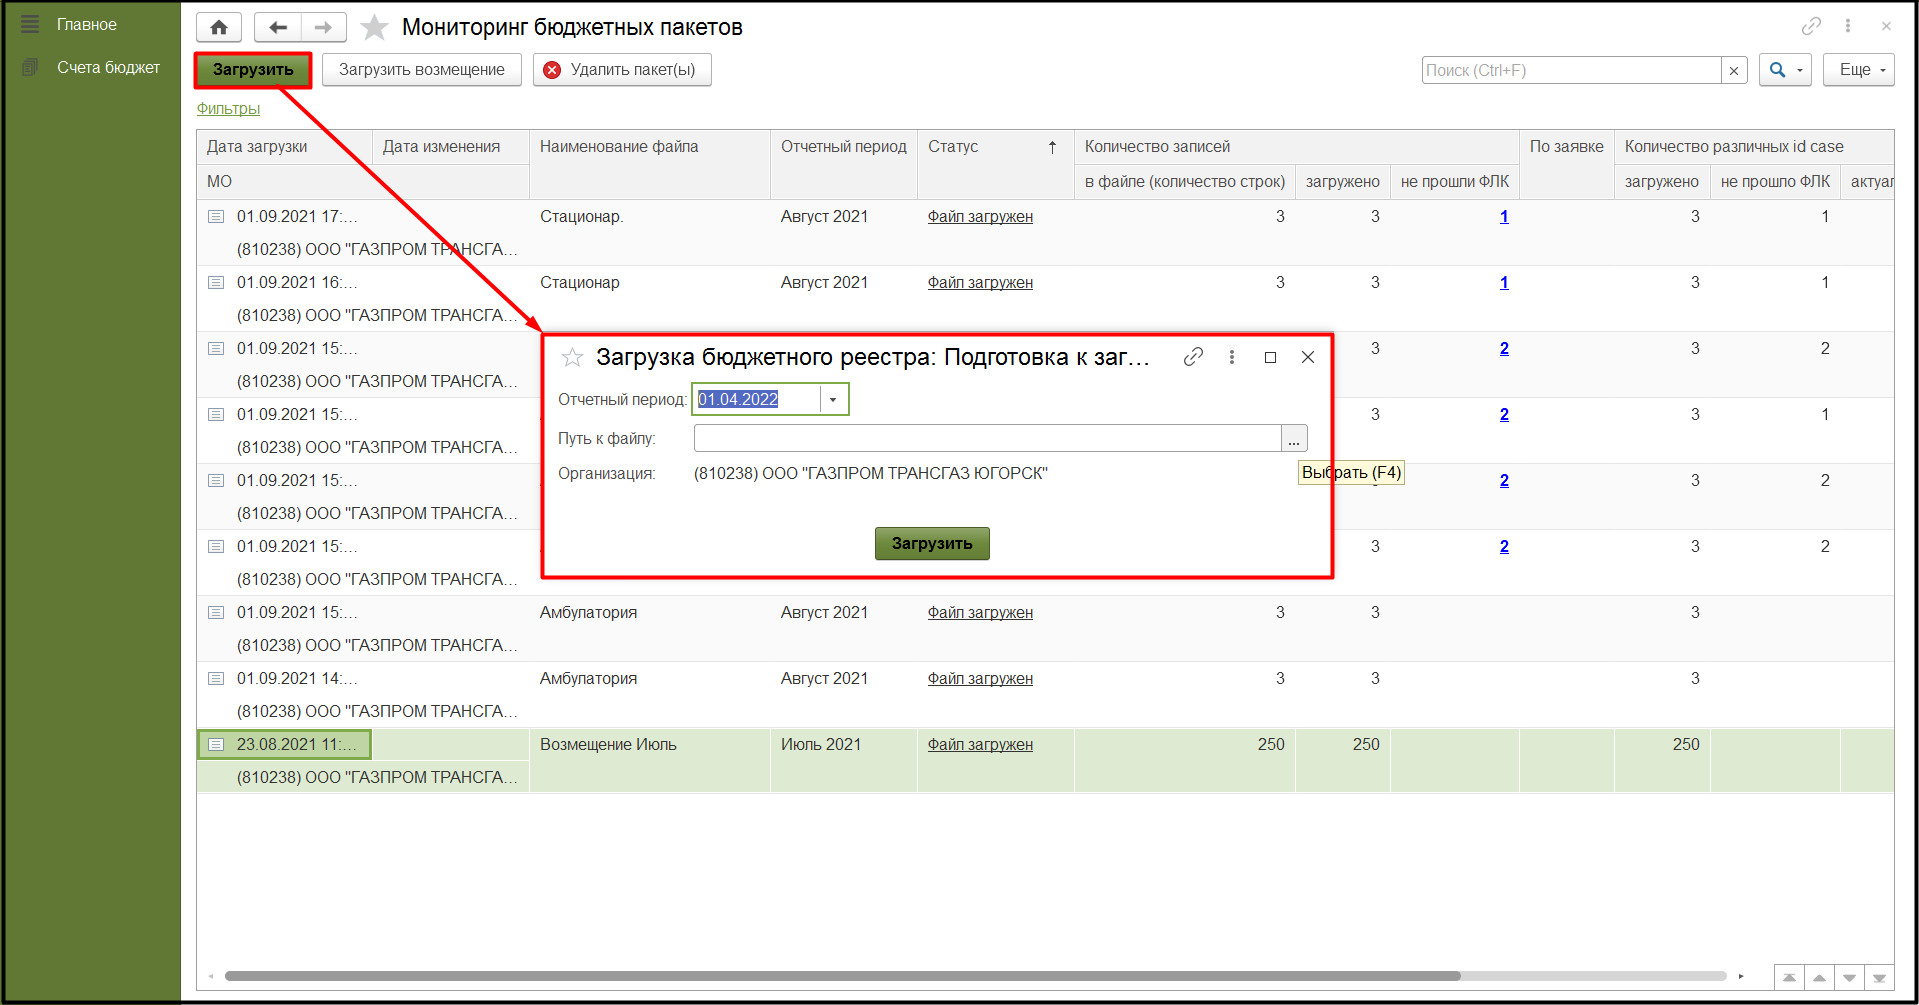 Главное
Счета бюджет
Мониторинг бюджетных пакетов
Загрузить
Загрузить возмещение
Удалить пакет(ы)
Поиск (Ctrl+F)
×
Еще
Фильтры
Дата загрузки Дата изменения Наименование файла Отчетный период Статус ↑ Количество записей По заявке Количество различных id case
МО в файле (количество строк) загружено не прошли ФЛК загружено не прошло ФЛК актуал
01.09.2021 17:... Стационар. Август 2021 Файл загружен 3 3 1 3 1
(810238) ООО "ГАЗПРОМ ТРАНСГА...
01.09.2021 16:... Стационар Август 2021 Файл загружен 3 3 1 3 1
(810238) ООО "ГАЗПРОМ ТРАНСГА...
01.09.2021 15:... 3 2 3 2
(810238) ООО "ГАЗПРОМ ТРАНСГА...
01.09.2021 15:... 3 2 3 1
(810238) ООО "ГАЗПРОМ ТРАНСГА...
01.09.2021 15:... 2 3 2
(810238) ООО "ГАЗПРОМ ТРАНСГА...
01.09.2021 15:... 3 2 3 2
(810238) ООО "ГАЗПРОМ ТРАНСГА...
01.09.2021 15:... Амбулатория Август 2021 Файл загружен 3 3 3
(810238) ООО "ГАЗПРОМ ТРАНСГА...
01.09.2021 14:... Амбулатория Август 2021 Файл загружен 3 3 3
(810238) ООО "ГАЗПРОМ ТРАНСГА...
23.08.2021 11:... Возмещение Июль Июль 2021 Файл загружен 250 250 250
(810238) ООО "ГАЗПРОМ ТРАНСГА...
Загрузка бюджетного реестра: Подготовка к заг...
Отчетный период: 01.04.2022
Путь к файлу: ...
Организация: (810238) ООО "ГАЗПРОМ ТРАНСГАЗ ЮГОРСК"
Выбрать (F4)
Загрузить